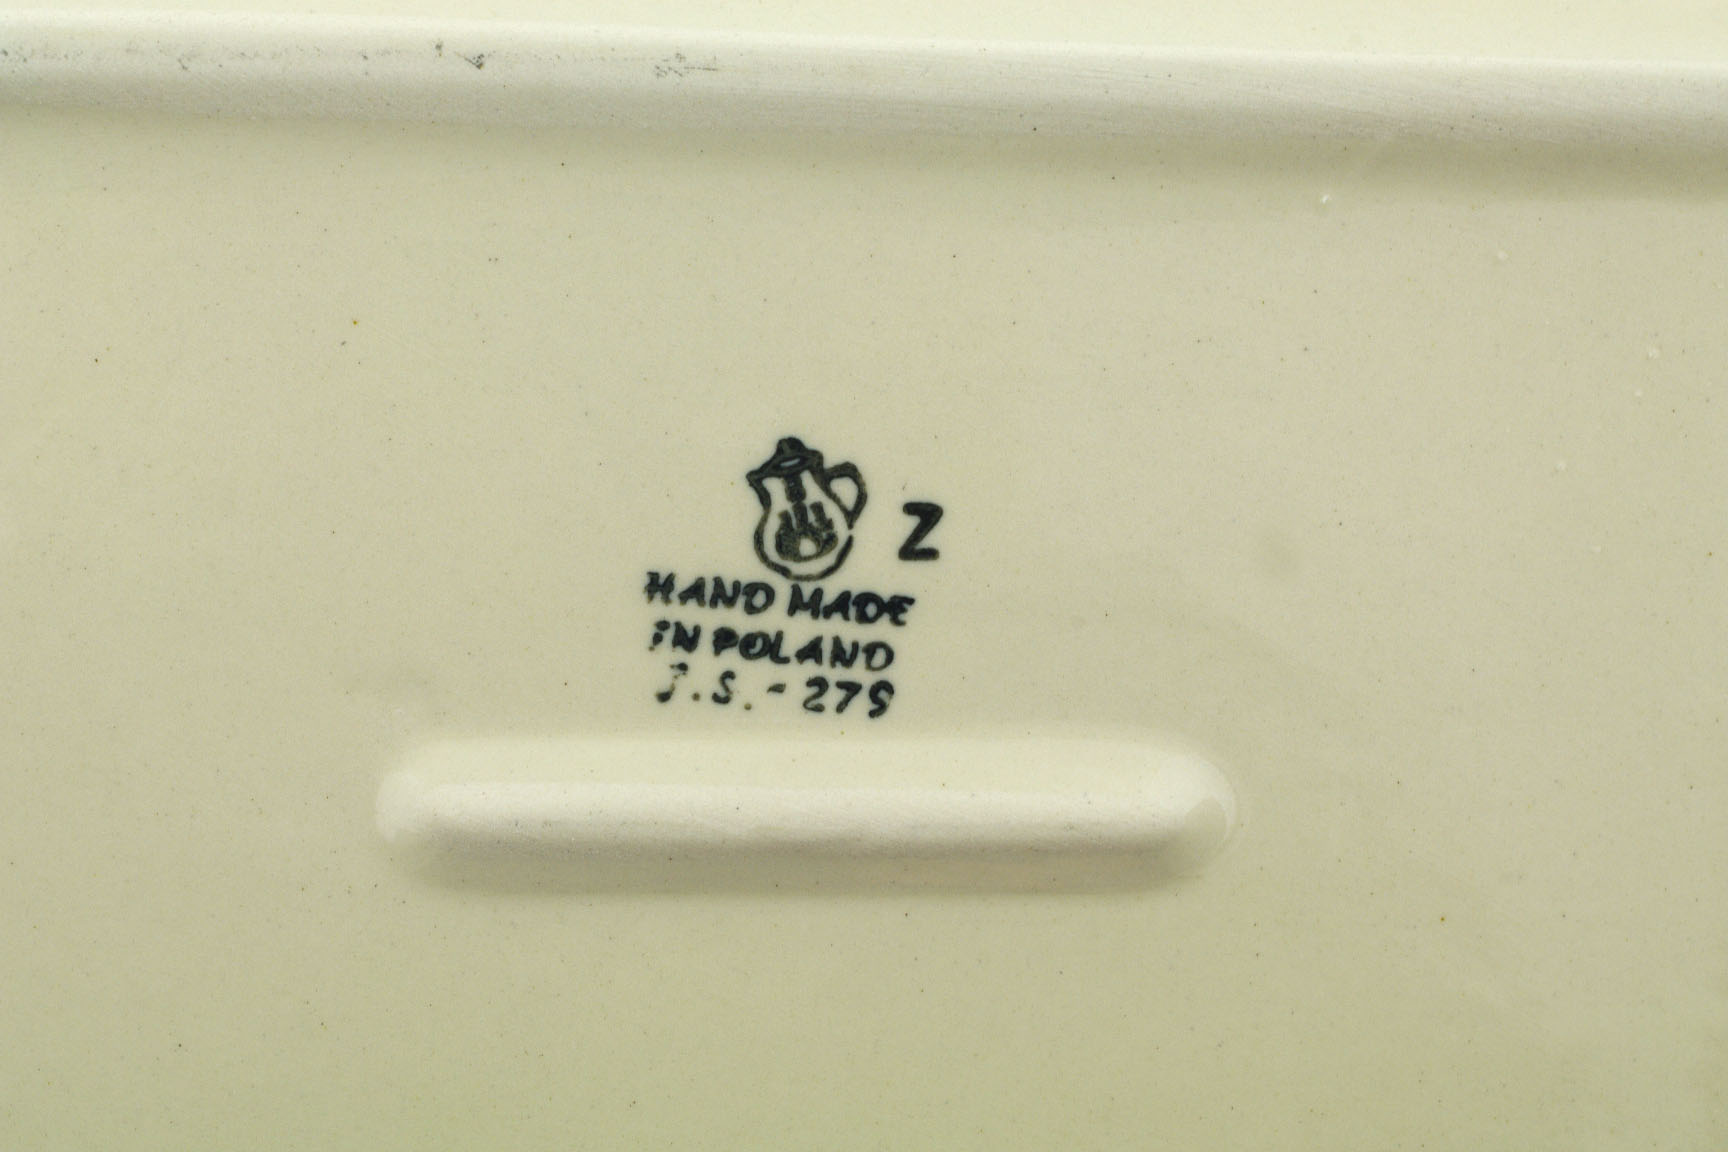 Z
HAND MADE
IN POLAND
J.S.-279